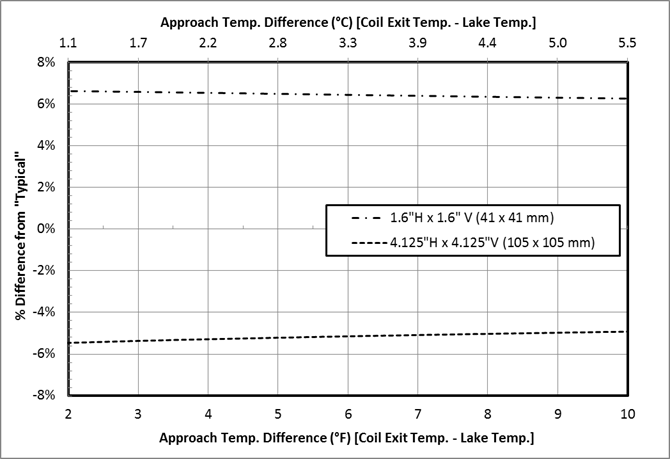 Approach Temp. Difference (°C) [Coil Exit Temp. - Lake Temp.]
1.1 1.7 2.2 2.8 3.3 3.9 4.4 5.0 5.5
8%
6%
4%
2%
0%
-2%
-4%
-6%
-8%
% Difference from "Typical"
1.6"H x 1.6" V (41 x 41 mm)
4.125"H x 4.125"V (105 x 105 mm)
2 3 4 5 6 7 8 9 10
Approach Temp. Difference (°F) [Coil Exit Temp. - Lake Temp.]